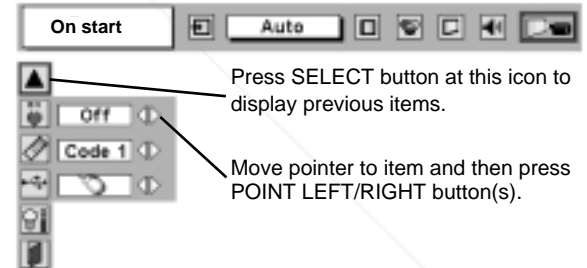 On start
Auto
Press SELECT button at this icon to
display previous items.
Off
Code 1
Move pointer to item and then press
POINT LEFT/RIGHT button(s).